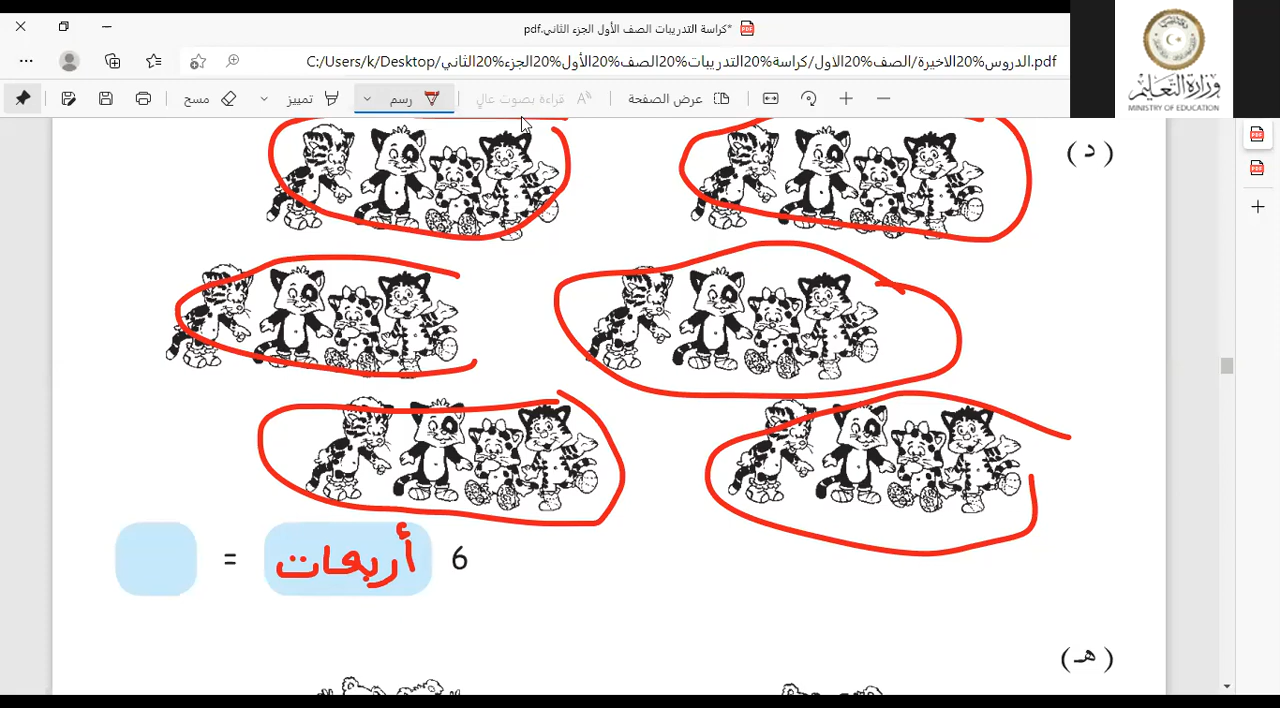 كراسة التدريبات الصف الأول الجزء الثاني.pdf*
C:/Users/k/Desktop/الدروس%20الاخيرة/الصف%20الاول/كراسة%20التدريبات%20الصف%20الأول%20الجزء%20الثاني.pdf
عرض الصفحة
قراءة بصوت عالٍ
رسم
تمييز
مسح
وزارة التعليم
MINISTRY OF EDUCATION
( د )
6 أربعات =
( هـ )